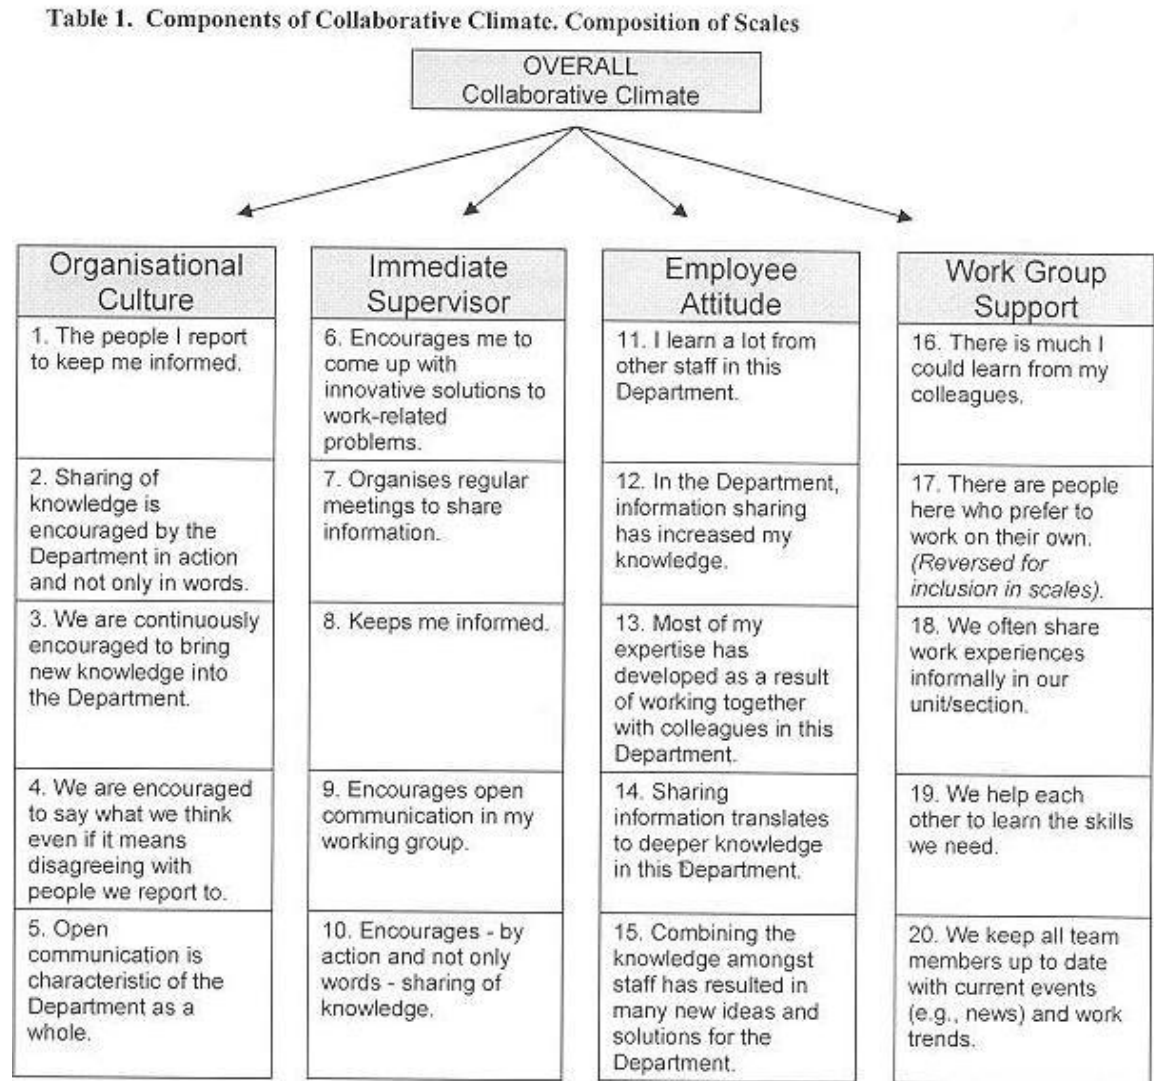 Table 1. Components of Collaborative Climate. Composition of Scales
OVERALL
Collaborative Climate
Organisational
Culture
1. The people I report
to keep me informed.
2. Sharing of
knowledge is
encouraged by the
Department in action
and not only in words.
3. We are continuously
encouraged to bring
new knowledge into
the Department.
4. We are encouraged
to say what we think
even if it means
disagreeing with
people we report to.
5. Open
communication is
characteristic of the
Department as a
whole.
Immediate
Supervisor
6. Encourages me to
come up with
innovative solutions to
work-related
problems.
7. Organises regular
meetings to share
information.
8. Keeps me informed.
9. Encourages open
communication in my
working group.
10. Encourages - by
action and not only
words - sharing of
knowledge.
Employee
Attitude
11. I learn a lot from
other staff in this
Department.
12. In the Department,
information sharing
has increased my
knowledge.
13. Most of my
expertise has
developed as a result
of working together
with colleagues in this
Department.
14. Sharing
information translates
to deeper knowledge
in this Department.
15. Combining the
knowledge amongst
staff has resulted in
many new ideas and
solutions for the
Department.
Work Group
Support
16. There is much I
could learn from my
colleagues.
17. There are people
here who prefer to
work on their own.
(Reversed for
inclusion in scales).
18. We often share
work experiences
informally in our
unit/section.
19. We help each
other to learn the skills
we need.
20. We keep all team
members up to date
with current events
(e.g., news) and work
trends.